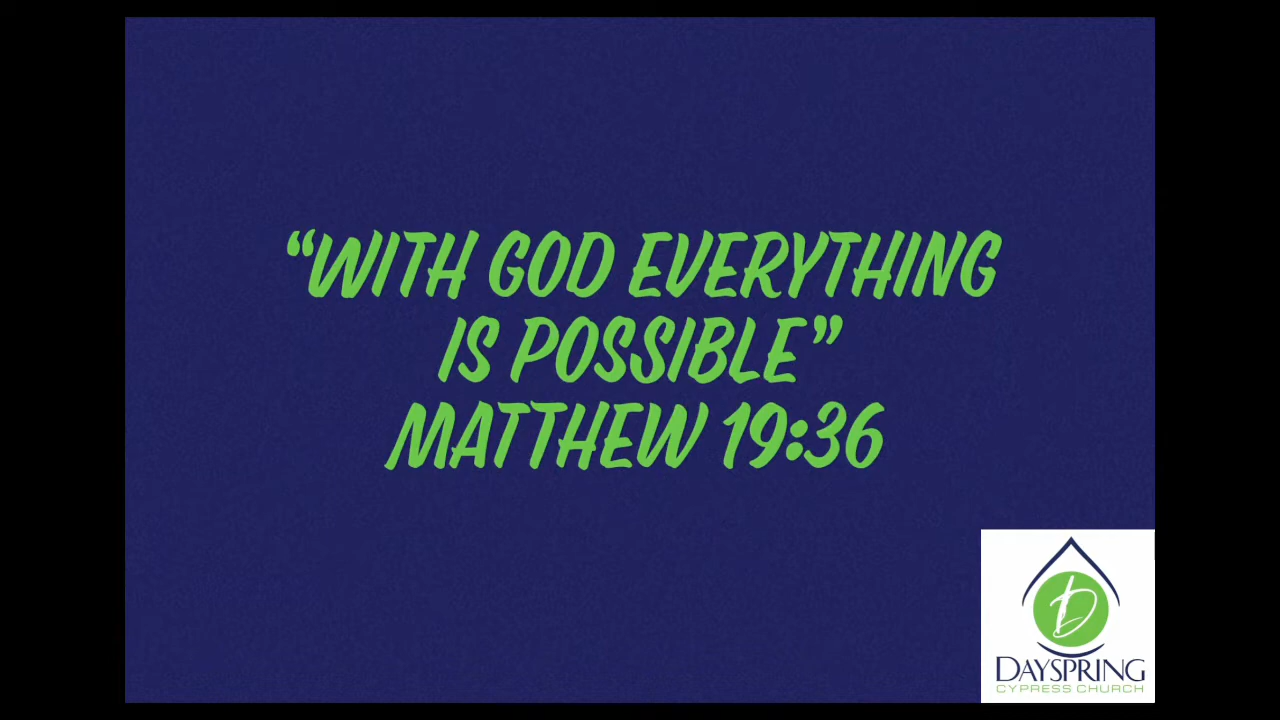 “WITH GOD EVERYTHING
IS POSSIBLE”
MATTHEW 19:36
D
DAYSPRING
CYPRESS CHURCH